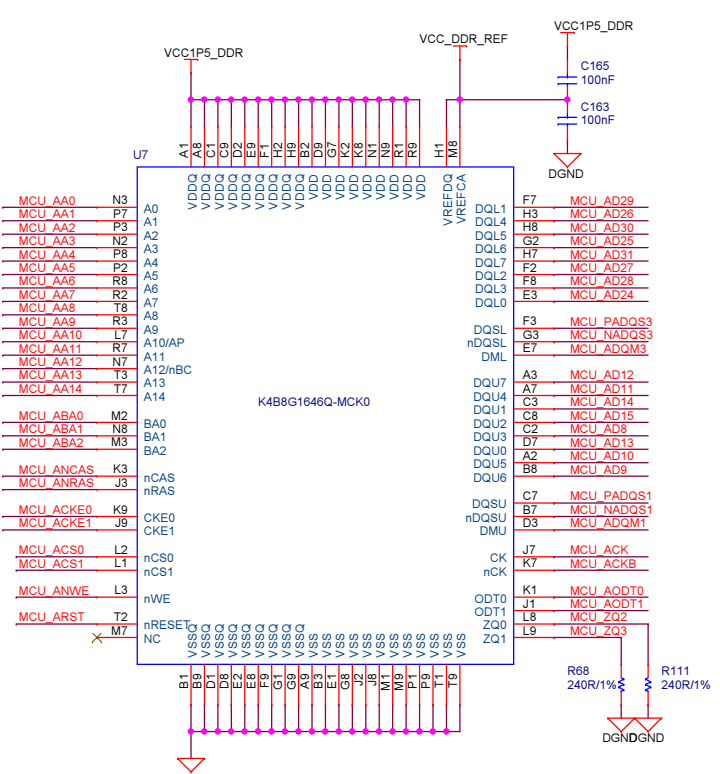 VCC1P5_DDR
VCC_DDR_REF
VCC1P5_DDR
C165
100nF
C163
100nF
DGND
U7
A1 A8 C1 C9 D2 E9 F1 H2 H9 B2 D9 G7 K2 K8 N1 N9 R1 R9 H1 M8
VDDQ VDDQ VDDQ VDDQ VDDQ VDDQ VDDQ VDDQ VDDQ VDD VDD VDD VDD VDD VDD VDD VDD VDD VREFDQ VREFCA
MCU_AA0 N3 A0
MCU_AA1 P7 A1
MCU_AA2 P3 A2
MCU_AA3 N2 A3
MCU_AA4 P8 A4
MCU_AA5 P2 A5
MCU_AA6 R8 A6
MCU_AA7 R2 A7
MCU_AA8 T8 A8
MCU_AA9 R3 A9
MCU_AA10 L7 A10/AP
MCU_AA11 R7 A11
MCU_AA12 N7 A12/nBC
MCU_AA13 T3 A13
MCU_AA14 T7 A14
MCU_ABA0 M2 BA0
MCU_ABA1 N8 BA1
MCU_ABA2 M3 BA2
MCU_ANCAS K3 nCAS
MCU_ANRAS J3 nRAS
MCU_ACKE0 K9 CKE0
MCU_ACKE1 J9 CKE1
MCU_ACS0 L2 nCS0
MCU_ACS1 L1 nCS1
MCU_ANWE L3 nWE
MCU_ARST T2 nRESET
M7 NC
K4B8G1646Q-MCK0
DQL1 F7 MCU_AD29
DQL4 H3 MCU_AD26
DQL5 H8 MCU_AD30
DQL6 G2 MCU_AD25
DQL7 H7 MCU_AD31
DQL2 F2 MCU_AD27
DQL3 F8 MCU_AD28
DQL0 E3 MCU_AD24
DQSL F3 MCU_PADQS3
nDQSL G3 MCU_NADQS3
DML E7 MCU_ADQM3
DQU7 A3 MCU_AD12
DQU4 A7 MCU_AD11
DQU1 C3 MCU_AD14
DQU2 C8 MCU_AD15
DQU3 C2 MCU_AD8
DQU0 D7 MCU_AD13
DQU5 A2 MCU_AD10
DQU6 B8 MCU_AD9
DQSU C7 MCU_PADQS1
nDQSU B7 MCU_NADQS1
DMU D3 MCU_ADQM1
CK J7 MCU_ACK
nCK K7 MCU_ACKB
ODT0 K1 MCU_AODT0
ODT1 J1 MCU_AODT1
ZQ0 L8 MCU_ZQ2
ZQ1 L9 MCU_ZQ3
VSSQ VSSQ VSSQ VSSQ VSSQ VSSQ VSSQ VSSQ VSSQ VSS VSS VSS VSS VSS VSS VSS VSS VSS VSS VSS VSS
B1 B9 D1 D8 E2 E8 F9 G1 G9 A9 B3 E1 G8 J2 J8 M1 M9 P1 P9 T1 T9
R68
240R/1%
R111
240R/1%
DGND
DGND